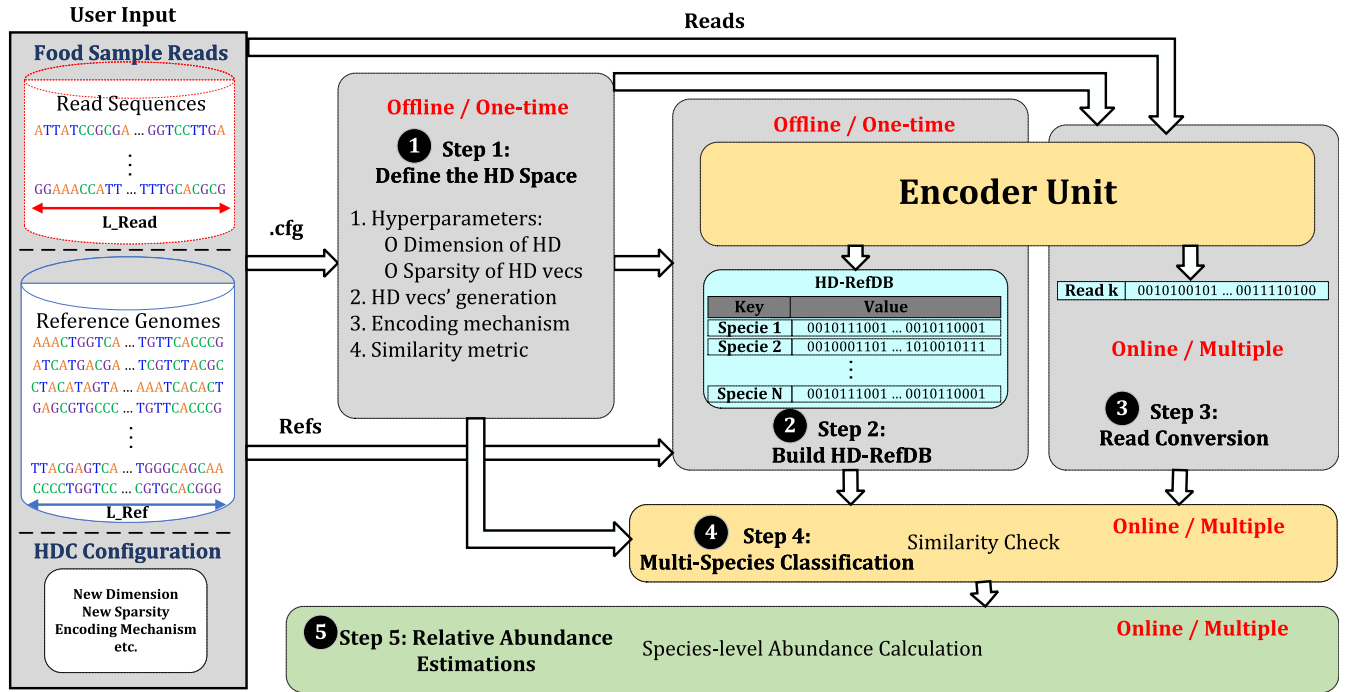 User Input
Food Sample Reads
Read Sequences
ATTATCCGCGA ... GGTCCTTGA
⋮
GGAAACCATT ... TTTGCACGCG
L_Read
Reference Genomes
AAACTGGTCA ... TGTTCACCCG
ATCATGACGA ... TCGTCTACGC
CTACATAGTA ... AAATCACACT
GAGCGTGCCC ... TGTTCACCCG
⋮
TTACGAGTCA ... TGGGCAGCAA
CCCCTGGTCC ... CGTGCACGGG
L_Ref
HDC Configuration
New Dimension
New Sparsity
Encoding Mechanism
etc.
Reads
.cfg
Refs
Offline / One-time
1 Step 1:
Define the HD Space
1. Hyperparameters:
O Dimension of HD
O Sparsity of HD vecs
2. HD vecs' generation
3. Encoding mechanism
4. Similarity metric
Offline / One-time
Encoder Unit
HD-RefDB
Key Value
Specie 1 0010111001 ... 0010110001
Specie 2 0010001101 ... 1010010111
⋮
Specie N 0010111001 ... 0010110001
2 Step 2:
Build HD-RefDB
Read k 0010100101 ... 0011110100
Online / Multiple
3 Step 3:
Read Conversion
4 Step 4:
Multi-Species Classification
Similarity Check
Online / Multiple
5 Step 5: Relative Abundance
Estimations
Species-level Abundance Calculation
Online / Multiple